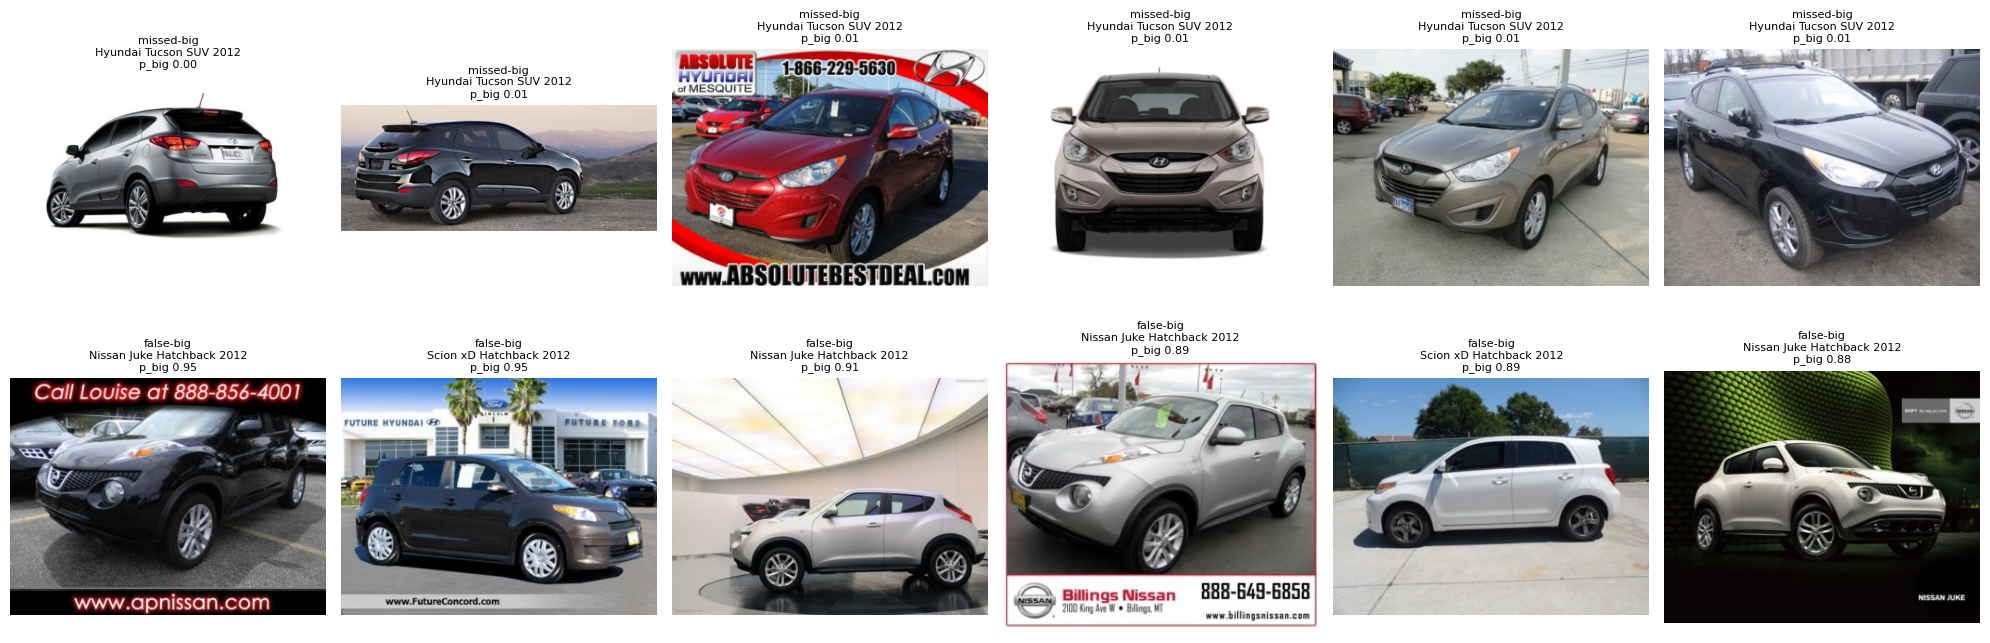 missed-big
Hyundai Tucson SUV 2012
p_big 0.00
missed-big
Hyundai Tucson SUV 2012
p_big 0.01
missed-big
Hyundai Tucson SUV 2012
p_big 0.01
ABSOLUTE
HYUNDAI
of MESQUITE
1-866-229-5630
www.ABSOLUTEBESTDEAL.COM
missed-big
Hyundai Tucson SUV 2012
p_big 0.01
missed-big
Hyundai Tucson SUV 2012
p_big 0.01
missed-big
Hyundai Tucson SUV 2012
p_big 0.01
false-big
Nissan Juke Hatchback 2012
p_big 0.95
Call Louise at 888-856-4001
www.apnissan.com
false-big
Scion xD Hatchback 2012
p_big 0.95
Ford
LINCOLN
FUTURE HYUNDAI
FUTURE FORD
www.FutureConcord.com
false-big
Nissan Juke Hatchback 2012
p_big 0.91
false-big
Nissan Juke Hatchback 2012
p_big 0.89
NISSAN
Billings Nissan
2100 King Ave W • Billings, MT
888-649-6858
www.billingsnissan.com
false-big
Scion xD Hatchback 2012
p_big 0.89
false-big
Nissan Juke Hatchback 2012
p_big 0.88
NISSAN JUKE